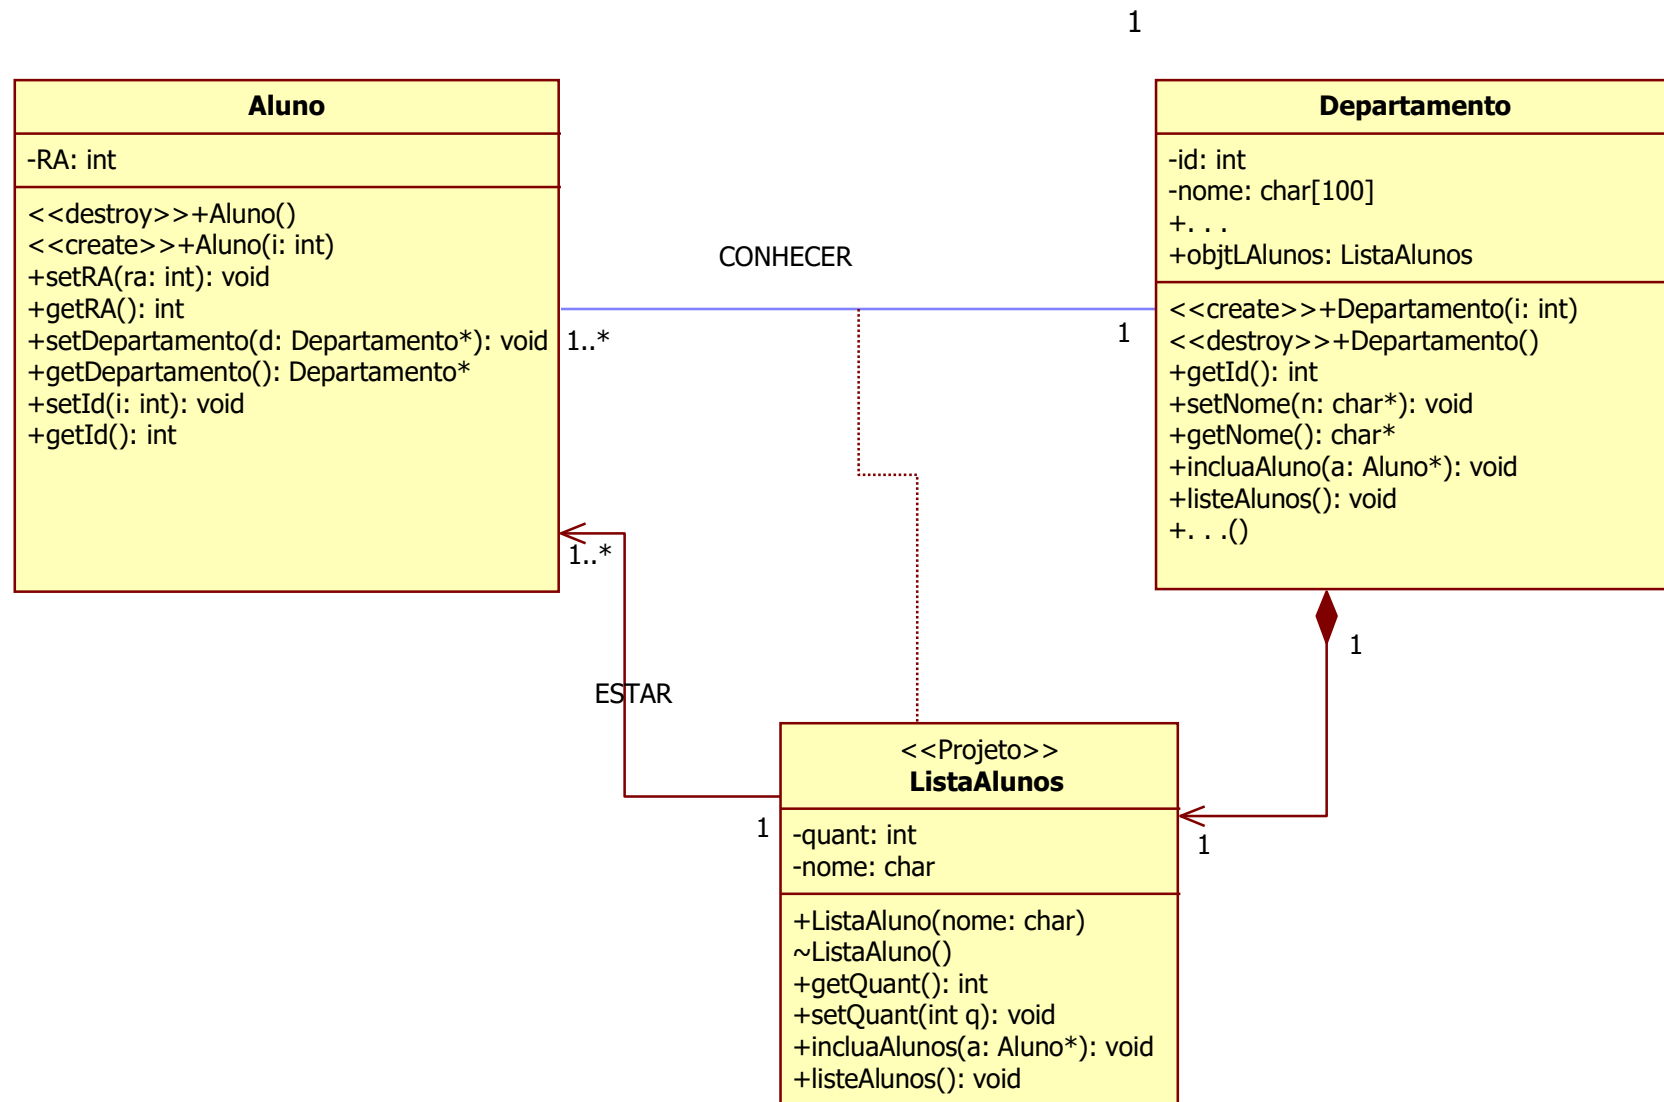 1
Aluno
-RA: int
<<destroy>>+Aluno()
<<create>>+Aluno(i: int)
+setRA(ra: int): void
+getRA(): int
+setDepartamento(d: Departamento*): void
+getDepartamento(): Departamento*
+setId(i: int): void
+getId(): int
CONHECER
1..*
1
Departamento
-id: int
-nome: char[100]
+. . .
+objtLAlunos: ListaAlunos
<<create>>+Departamento(i: int)
<<destroy>>+Departamento()
+getId(): int
+setNome(n: char*): void
+getNome(): char*
+incluaAluno(a: Aluno*): void
+listeAlunos(): void
+. . .()
1..*
ESTAR
1
1
1
<<Projeto>>
ListaAlunos
-quant: int
-nome: char
+ListaAluno(nome: char)
~ListaAluno()
+getQuant(): int
+setQuant(int q): void
+incluaAlunos(a: Aluno*): void
+listeAlunos(): void